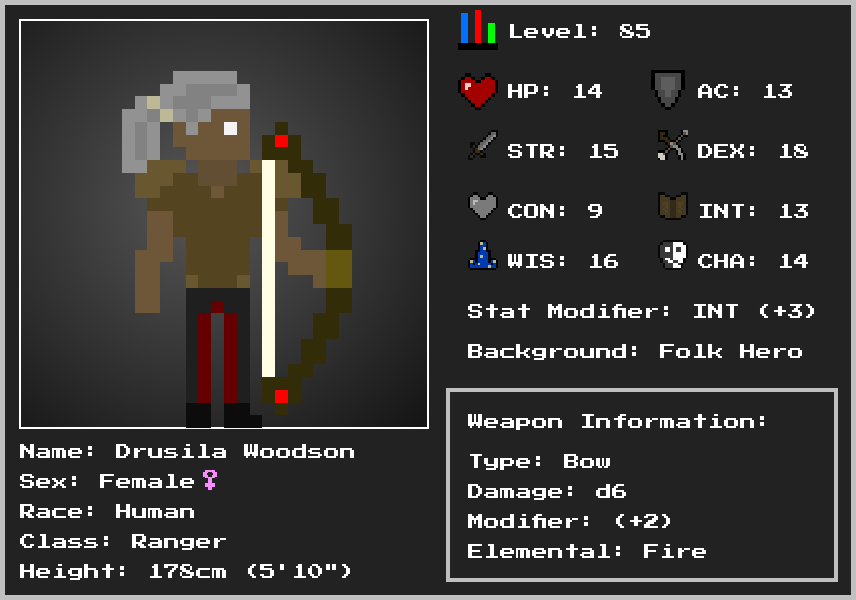 Level: 85
HP: 14
AC: 13
STR: 15
DEX: 18
CON: 9
INT: 13
WIS: 16
CHA: 14
Stat Modifier: INT (+3)
Background: Folk Hero
Weapon Information:
Type: Bow
Damage: d6
Modifier: (+2)
Elemental: Fire
Name: Drusila Woodson
Sex: Female♀
Race: Human
Class: Ranger
Height: 178cm (5'10")